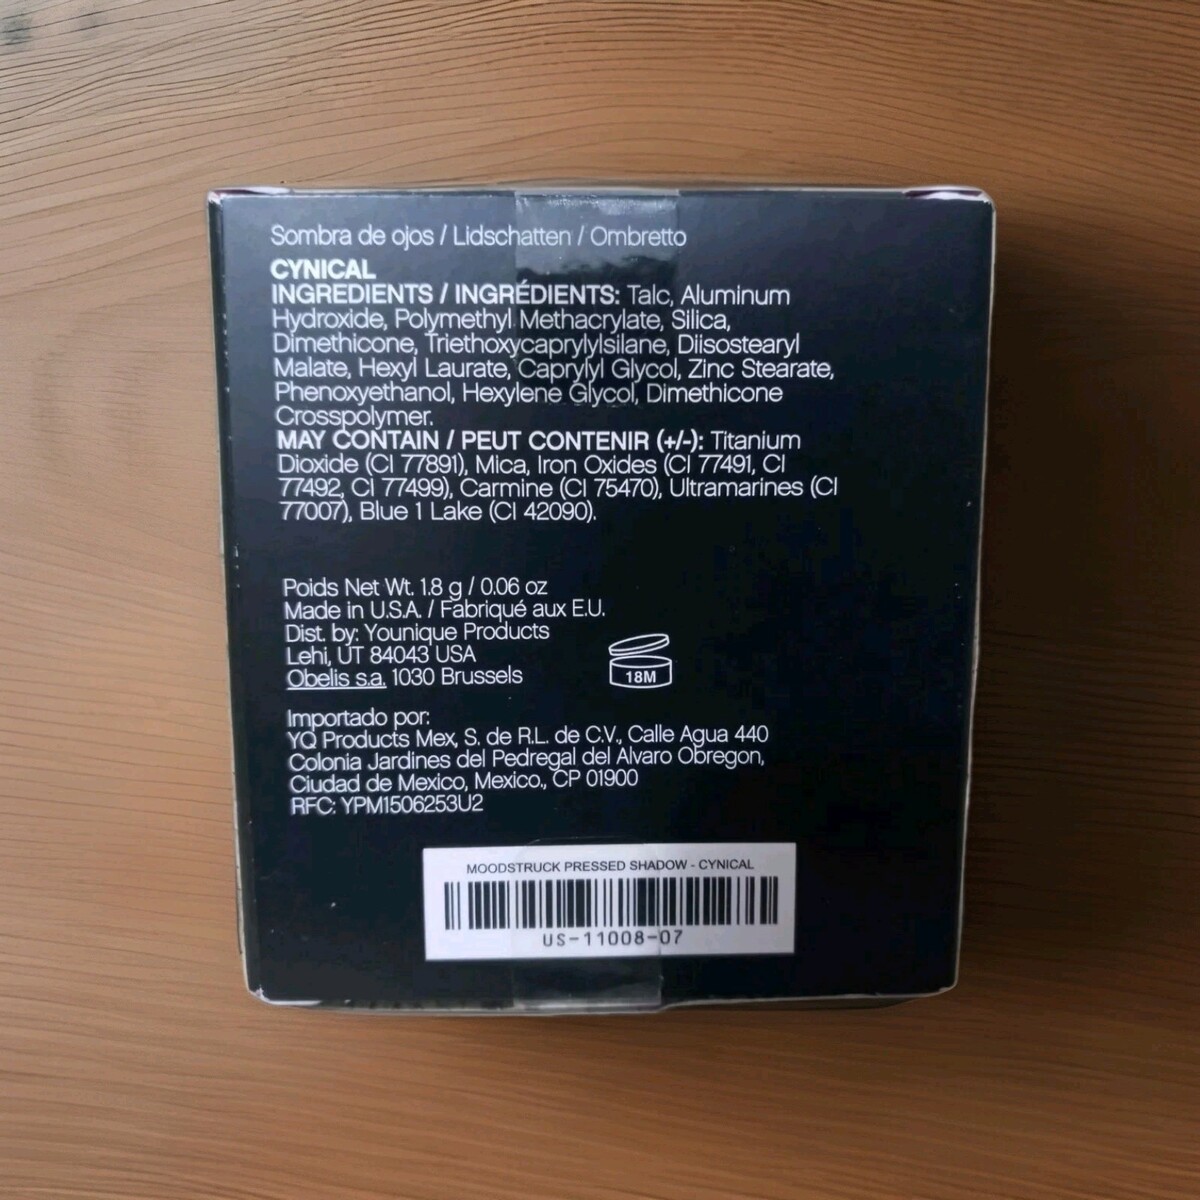 Sombra de ojos / Lidschatten / Ombretto
CYNICAL
INGREDIENTS / INGRÉDIENTS: Talc, Aluminum
Hydroxide, Polymethyl Methacrylate, Silica,
Dimethicone, Triethoxycaprylylsilane, Diisostearyl
Malate, Hexyl Laurate, Caprylyl Glycol, Zinc Stearate,
Phenoxyethanol, Hexylene Glycol, Dimethicone
Crosspolymer.
MAY CONTAIN / PEUT CONTENIR (+/-): Titanium
Dioxide (CI 77891), Mica, Iron Oxides (CI 77491, CI
77492, CI 77499), Carmine (CI 75470), Ultramarines (CI
77007), Blue 1 Lake (CI 42090).
Poids Net Wt. 1.8 g / 0.06 oz
Made in U.S.A. / Fabriqué aux E.U.
Dist. by: Younique Products
Lehi, UT 84043 USA
Obelis s.a. 1030 Brussels
18M
Importado por:
YQ Products Mex, S. de R.L. de C.V., Calle Agua 440
Colonia Jardines del Pedregal del Alvaro Obregon,
Ciudad de Mexico, Mexico., CP 01900
RFC: YPM1506253U2
MOODSTRUCK PRESSED SHADOW - CYNICAL
US-11008-07